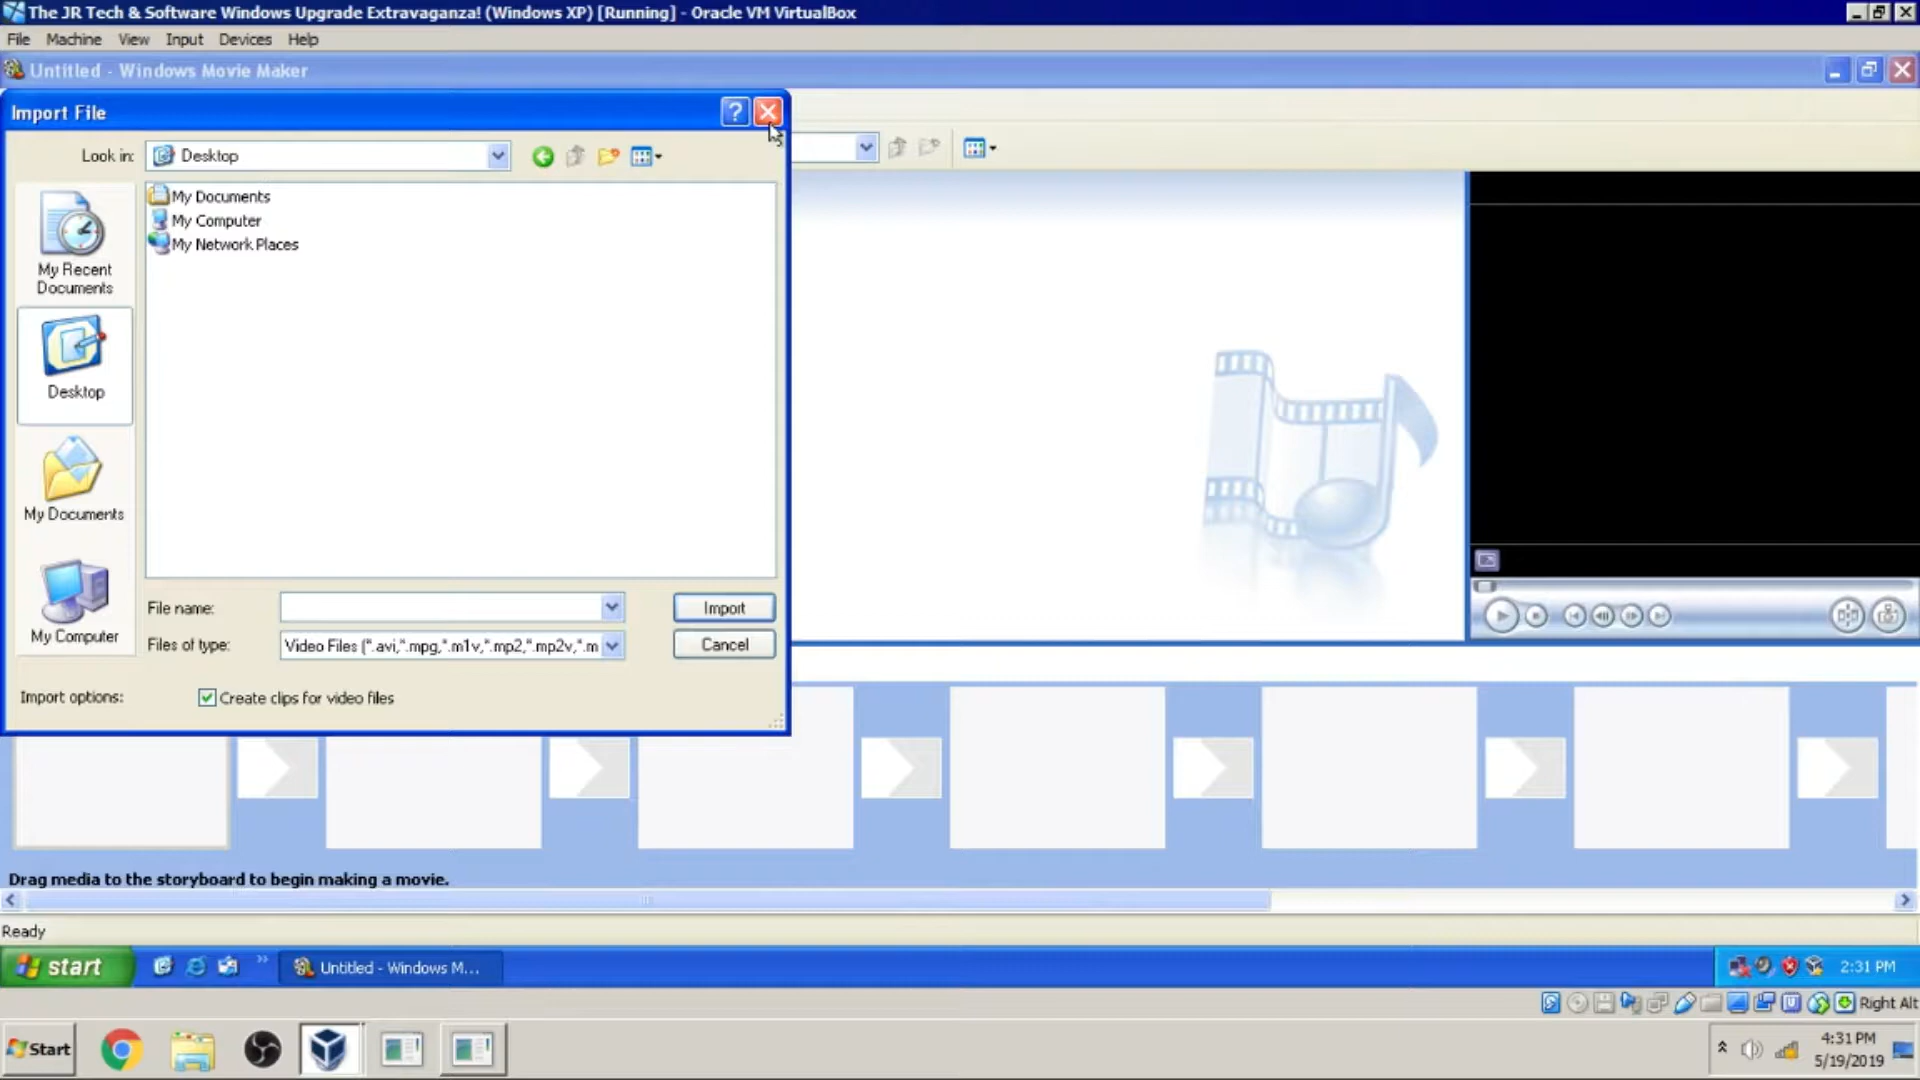 The JR Tech & Software Windows Upgrade Extravaganza! (Windows XP) [Running] - Oracle VM VirtualBox
File Machine View Input Devices Help
Untitled - Windows Movie Maker
Import File
Look in: Desktop
My Documents
My Computer
My Network Places
My Recent
Documents
Desktop
My Documents
My Computer
File name: Import
Files of type: Video Files (*.avi,*.mpg,*.m1v,*.mp2,*.mp2v,*.m Cancel
Import options: Create clips for video files
Drag media to the storyboard to begin making a movie.
Ready
start Untitled - Windows M... 2:31 PM
Right Alt
Start 4:31 PM
5/19/2019